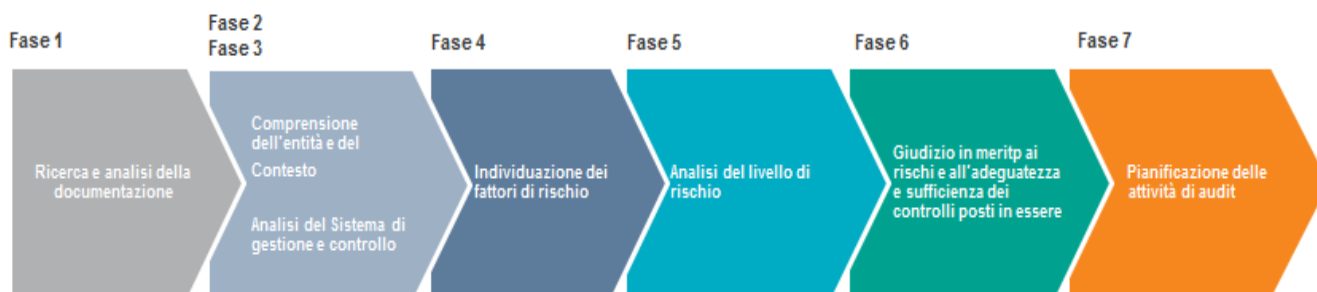 Fase 1
Fase 2
Fase 3
Fase 4
Fase 5
Fase 6
Fase 7
Ricerca e analisi della
documentazione
Comprensione
dell'entità e del
Contesto
Analisi del Sistema di
gestione e controllo
Individuazione dei
fattori di rischio
Analisi del livello di
rischio
Giudizio in meritp ai
rischi e all'adeguatezza
e sufficienza dei
controlli posti in essere
Pianificazione delle
attività di audit